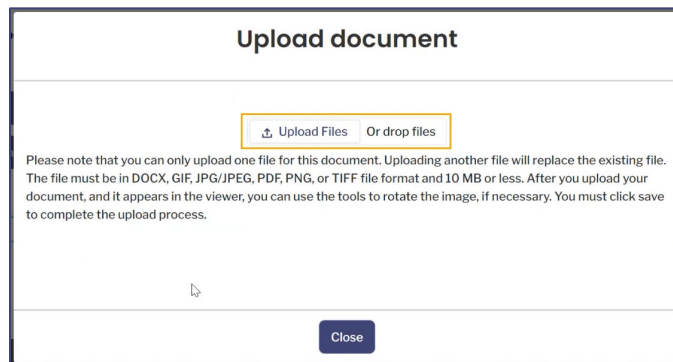 Upload document
Upload Files Or drop files
Please note that you can only upload one file for this document. Uploading another file will replace the existing file.
The file must be in DOCX, GIF, JPG/JPEG, PDF, PNG, or TIFF file format and 10 MB or less. After you upload your
document, and it appears in the viewer, you can use the tools to rotate the image, if necessary. You must click save
to complete the upload process.
Close